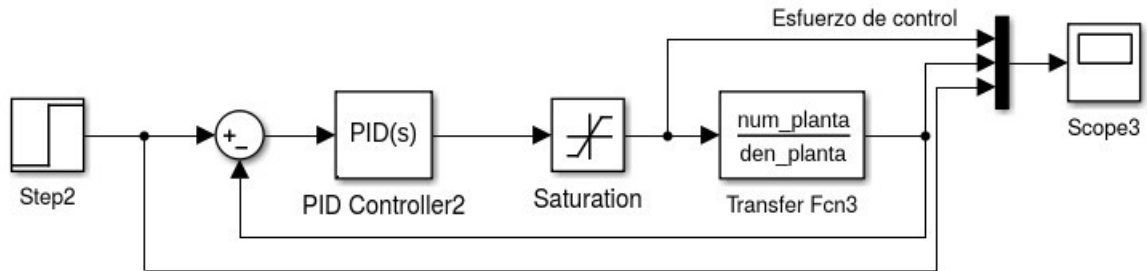 Esfuerzo de control
+
−
PID(s)
num_planta
den_planta
Scope3
Step2
PID Controller2
Saturation
Transfer Fcn3